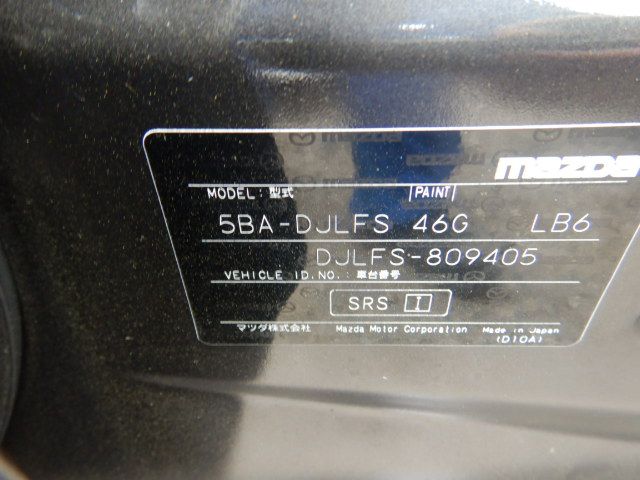 mazda
MODEL:型式 PAINT
5BA-DJLFS 46G LB6
DJLFS-809405
VEHICLE ID.NO.:車台番号
SRS I
マツダ株式会社 Mazda Motor Corporation Made in Japan
(D10A)